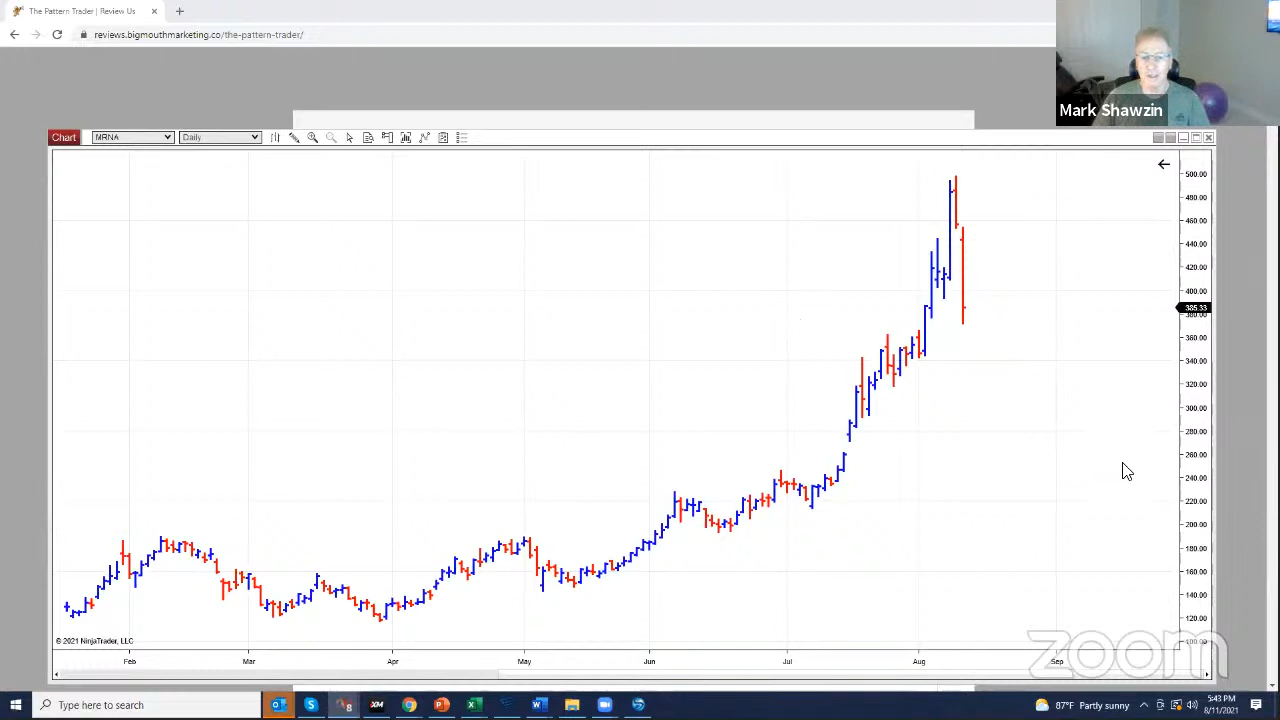 The Pattern Trader | Review Us
reviews.bigmouthmarketing.co/the-pattern-trader/
Mark Shawzin
Chart
MRNA
Daily
500.00
480.00
460.00
440.00
420.00
400.00
385.33
380.00
360.00
340.00
320.00
300.00
280.00
260.00
240.00
220.00
200.00
180.00
160.00
140.00
120.00
100.00
© 2021 NinjaTrader, LLC
Feb
Mar
Apr
May
Jun
Jul
Aug
Sep
zoom
Type here to search
87°F Partly sunny
5:43 PM
8/11/2021